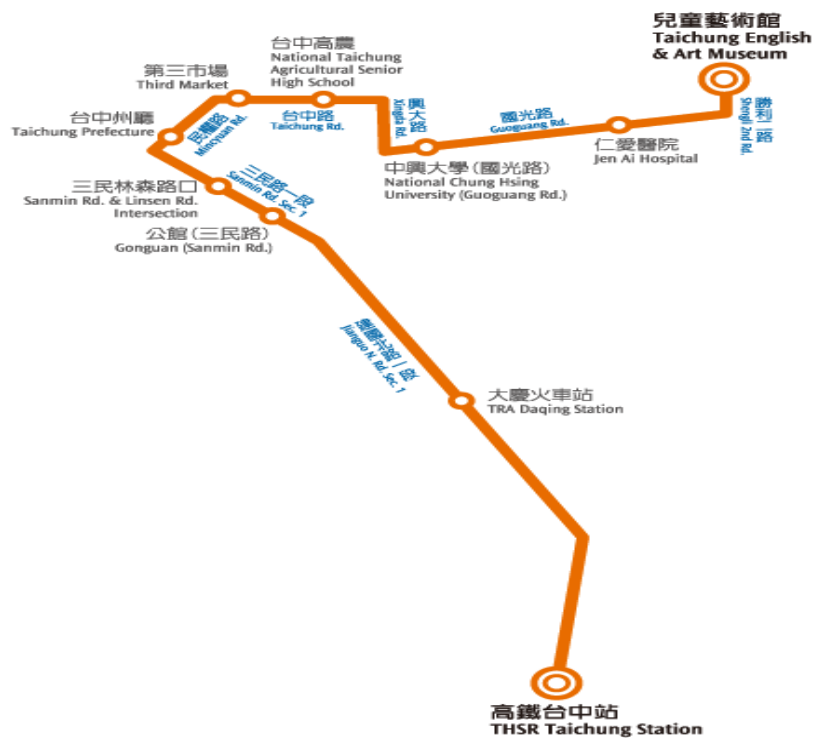 兒童藝術館
Taichung English
& Art Museum
台中高農
National Taichung
Agricultural Senior
High School
第三市場
Third Market
台中州廳
Taichung Prefecture
民權路
Mincyuan Rd.
台中路
Taichung Rd.
興大路
Xingda Rd.
國光路
Guoguang Rd.
勝利二路
Shengli 2nd Rd.
仁愛醫院
Jen Ai Hospital
中興大學(國光路)
National Chung Hsing
University (Guoguang Rd.)
三民林森路口
Sanmin Rd. & Linsen Rd.
Intersection
三民路一段
Sanmin Rd. Sec. 1
公館(三民路)
Gonguan (Sanmin Rd.)
Jianguo N. Rd. Sec. 1
大慶火車站
TRA Daqing Station
高鐵台中站
THSR Taichung Station